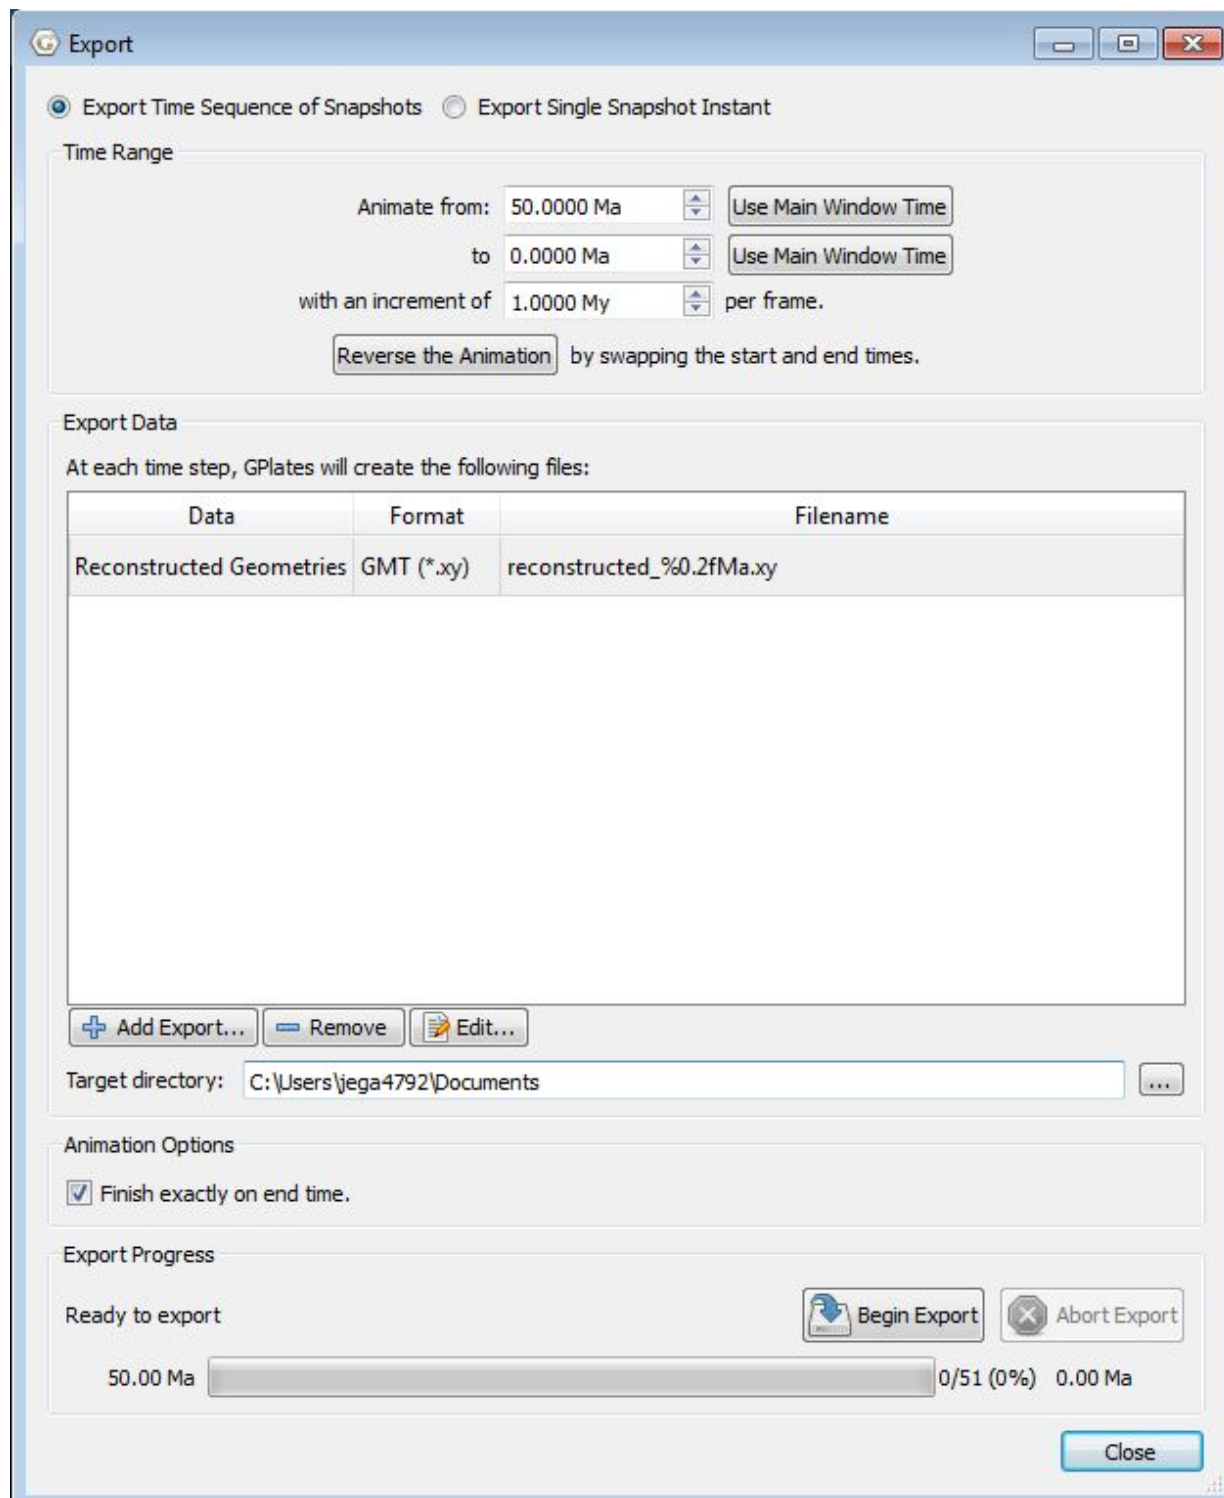 Export
Export Time Sequence of Snapshots Export Single Snapshot Instant
Time Range
Animate from: 50.0000 Ma Use Main Window Time
to 0.0000 Ma Use Main Window Time
with an increment of 1.0000 My per frame.
Reverse the Animation by swapping the start and end times.
Export Data
At each time step, GPlates will create the following files:
Data Format Filename
Reconstructed Geometries GMT (*.xy) reconstructed_%0.2fMa.xy
Add Export... Remove Edit...
Target directory: C:\Users\jega4792\Documents ...
Animation Options
Finish exactly on end time.
Export Progress
Ready to export Begin Export Abort Export
50.00 Ma 0/51 (0%) 0.00 Ma
Close